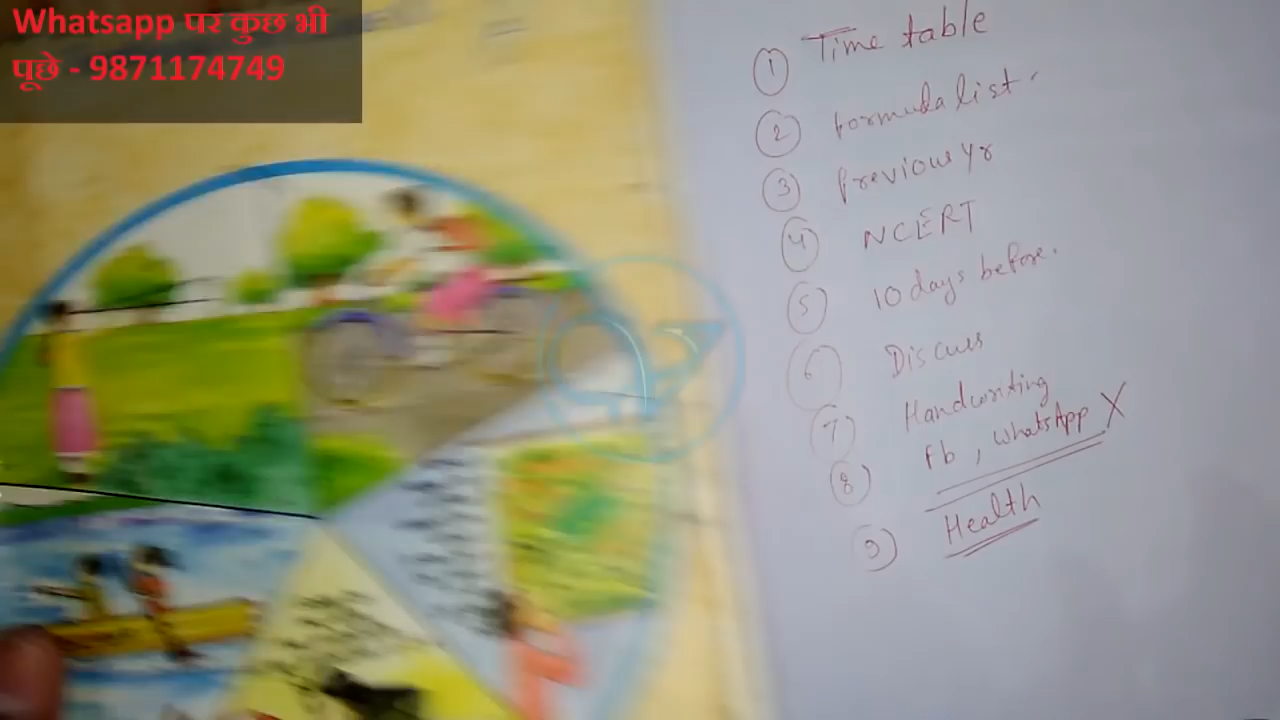 Whatsapp पर कुछ भी
पूछे - 9871174749
1 Time table
2 Formula list
3 Previous yr
4 NCERT
5 10 days before.
6 Discuss
7 Handwriting
8 fb, WhatsApp X
9 Health